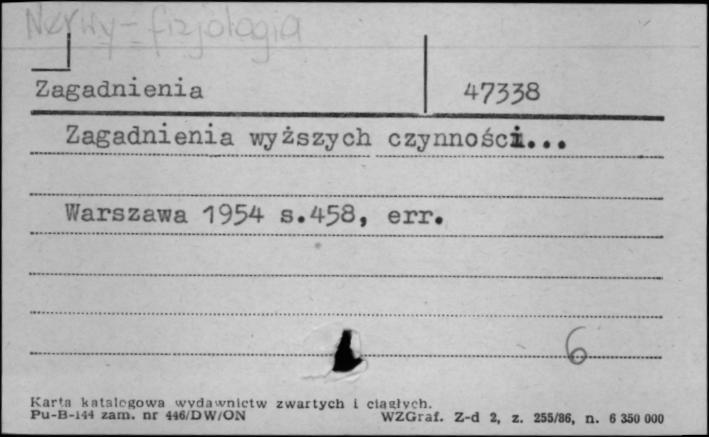 Nerwy - fizjologia
Zagadnienia 47338
Zagadnienia wyższych czynności...
Warszawa 1954 s.458, err.
6
Karta katalogowa wydawnictw zwartych i ciągłych.
Pu-B-144 zam. nr 446/DW/ON WZGraf. Z-d 2, z. 255/86, n. 6 350 000